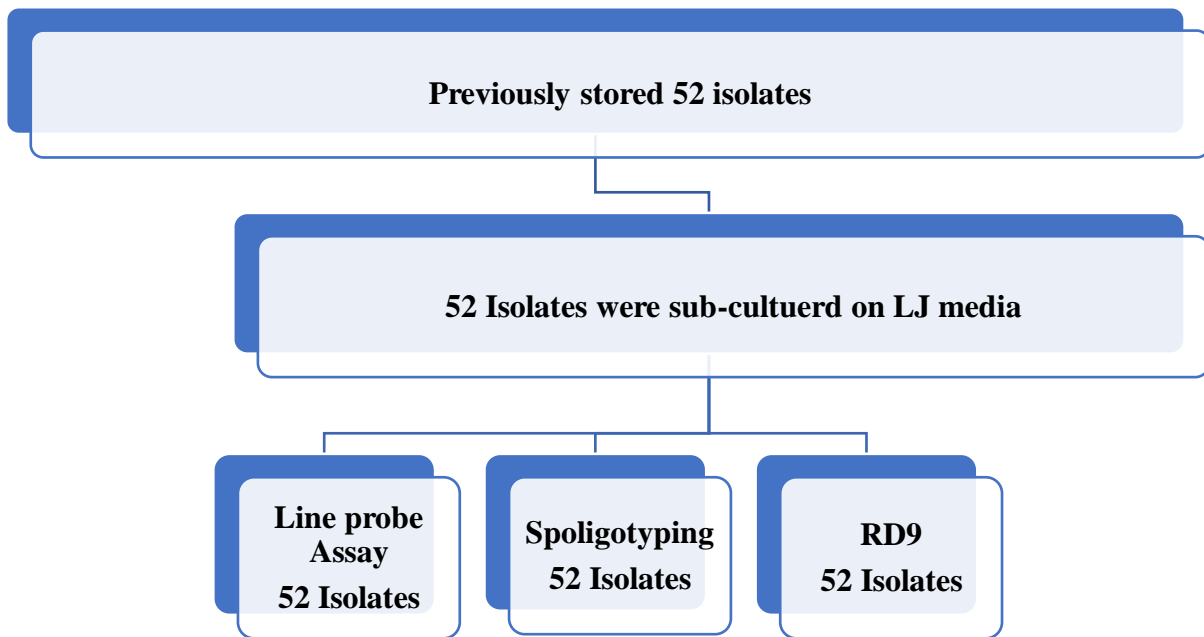 Previously stored 52 isolates
52 Isolates were sub-cultuerd on LJ media
Line probe
Assay
52 Isolates
Spoligotyping
52 Isolates
RD9
52 Isolates